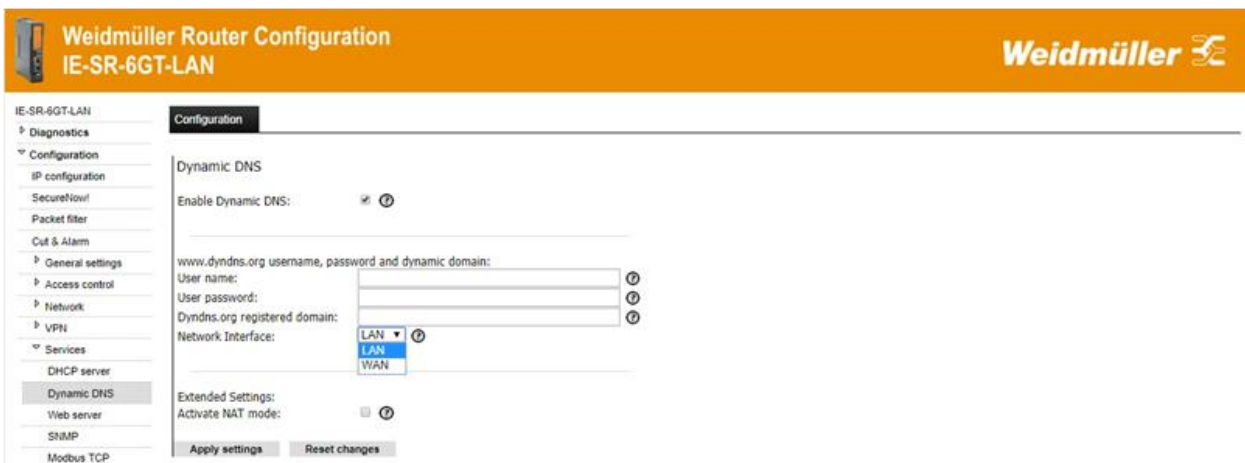 Weidmüller Router Configuration
IE-SR-6GT-LAN
Weidmüller
IE-SR-6GT-LAN
Diagnostics
Configuration
IP configuration
SecureNow!
Packet filter
Cut & Alarm
General settings
Access control
Network
VPN
Services
DHCP server
Dynamic DNS
Web server
SNMP
Modbus TCP
Configuration
Dynamic DNS
Enable Dynamic DNS:
www.dyndns.org username, password and dynamic domain:
User name:
User password:
Dyndns.org registered domain:
Network Interface: LAN
LAN
WAN
Extended Settings:
Activate NAT mode:
Apply settings Reset changes